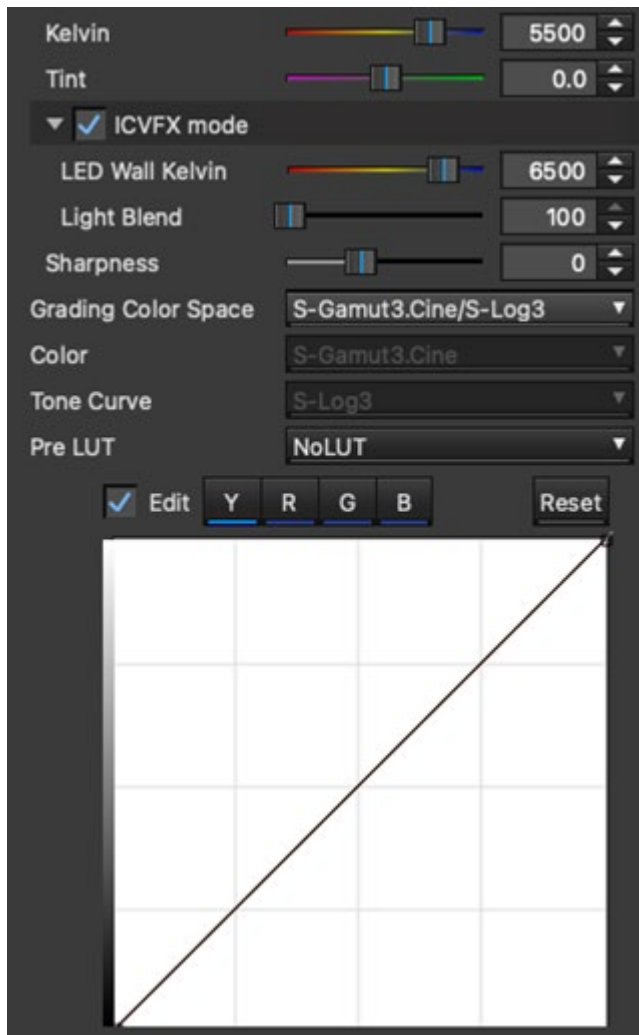 Kelvin 5500
Tint 0.0
ICVFX mode
LED Wall Kelvin 6500
Light Blend 100
Sharpness 0
Grading Color Space S-Gamut3.Cine/S-Log3
Color S-Gamut3.Cine
Tone Curve S-Log3
Pre LUT NoLUT
Edit Y R G B Reset